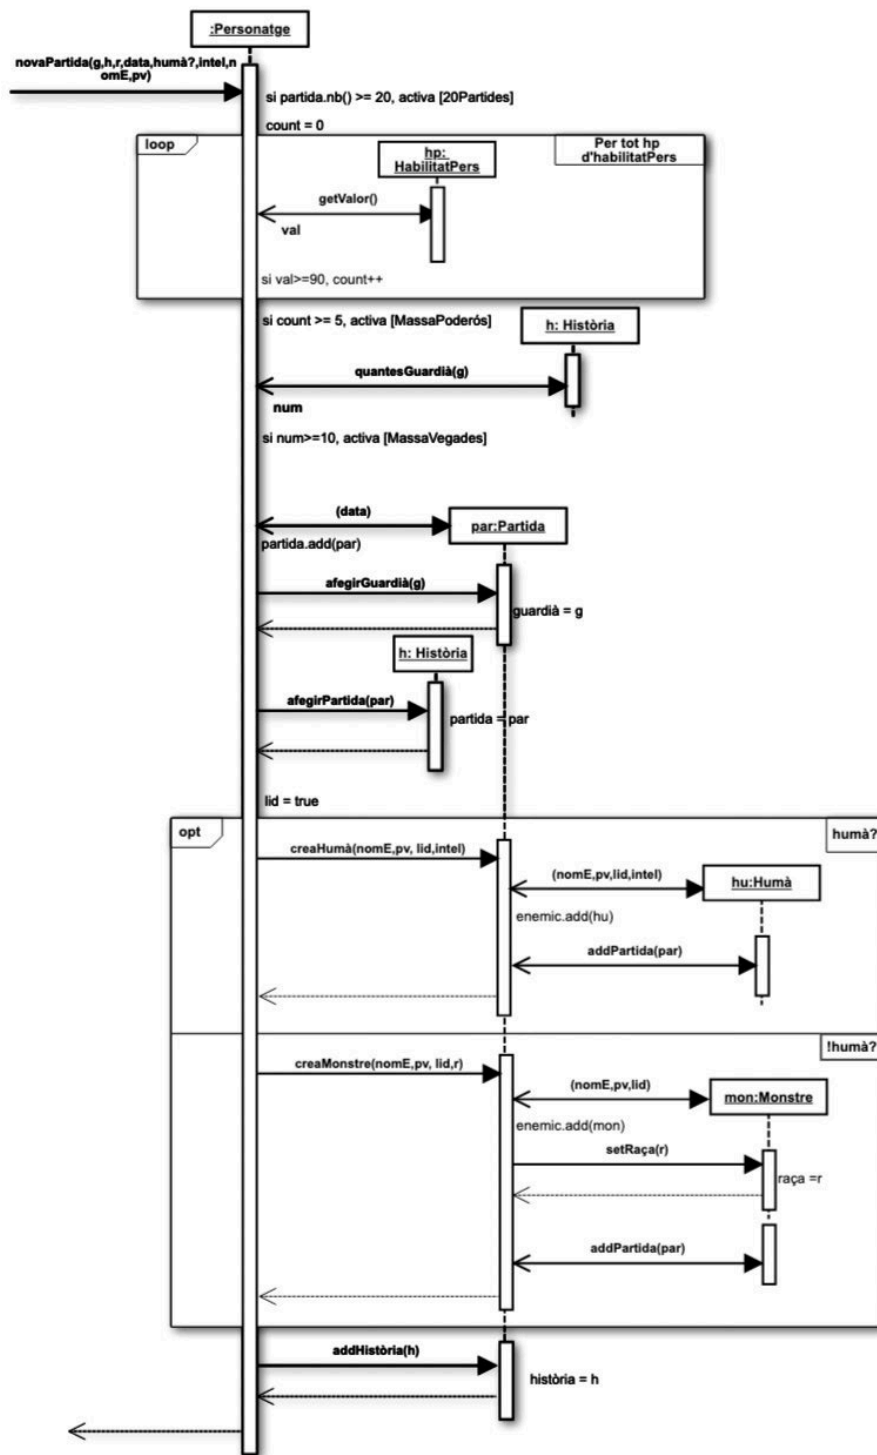 :Personatge
novaPartida(g,h,r,data,humà?,intel,n
omE,pv)
si partida.nb() >= 20, activa [20Partides]
count = 0
loop
Per tot hp
d'habilitatPers
hp:
HabilitatPers
getValor()
val
si val>=90, count++
si count >= 5, activa [MassaPoderós]
h: Història
quantesGuardià(g)
num
si num>=10, activa [MassaVegades]
(data)
par:Partida
partida.add(par)
afegirGuardià(g)
guardià = g
h: Història
afegirPartida(par)
partida = par
lid = true
opt
humà?
creaHumà(nomE,pv, lid,intel)
(nomE,pv,lid,intel)
hu:Humà
enemic.add(hu)
addPartida(par)
!humà?
creaMonstre(nomE,pv, lid,r)
(nomE,pv,lid)
mon:Monstre
enemic.add(mon)
setRaça(r)
raça =r
addPartida(par)
addHistòria(h)
història = h